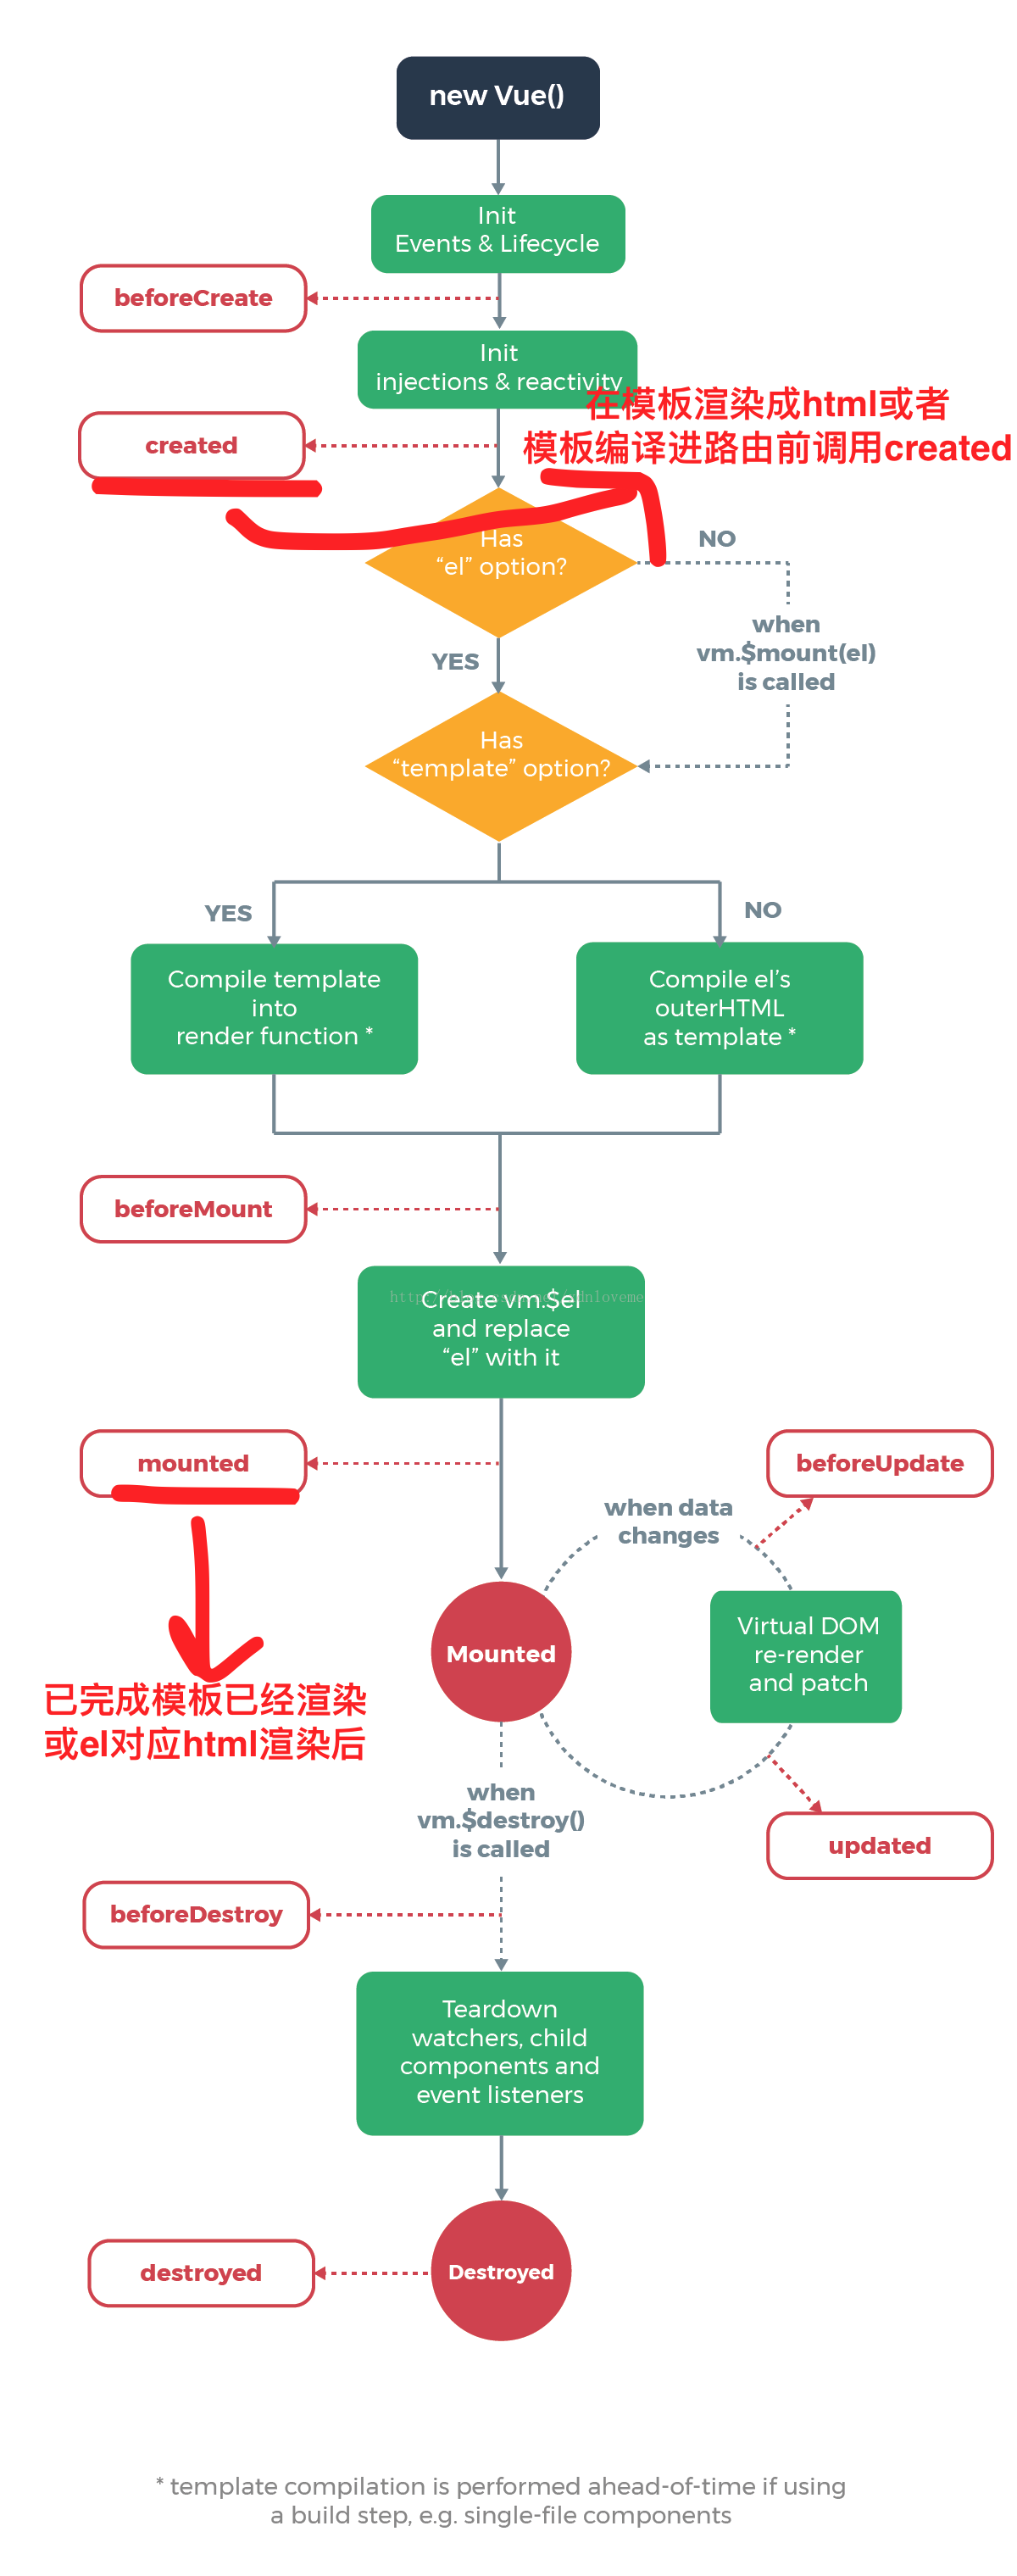 new Vue()
Init
Events & Lifecycle
beforeCreate
Init
injections & reactivity
在模板渲染成html或者
模板编译进路由前调用created
created
Has
“el” option?
NO
when
vm.$mount(el)
is called
YES
Has
“template” option?
YES
NO
Compile template
into
render function *
Compile el’s
outerHTML
as template *
beforeMount
Create vm.$el
and replace
“el” with it
mounted
beforeUpdate
when data
changes
Mounted
Virtual DOM
re-render
and patch
已完成模板已经渲染
或el对应html渲染后
when
vm.$destroy()
is called
updated
beforeDestroy
Teardown
watchers, child
components and
event listeners
destroyed
Destroyed
* template compilation is performed ahead-of-time if using
a build step, e.g. single-file components